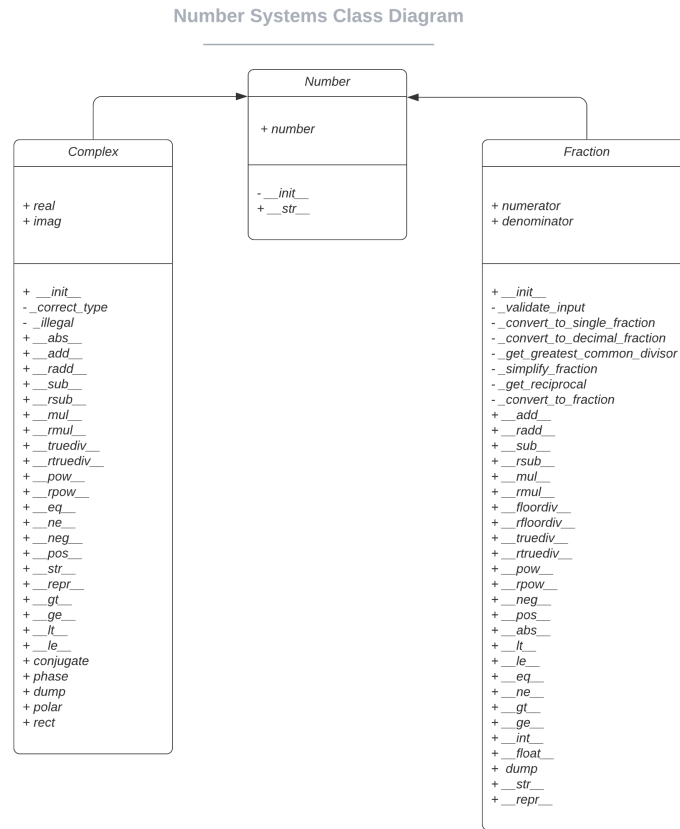 Number Systems Class Diagram
Number
+ number
- __init__
+ __str__
Complex
+ real
+ imag
+ __init__
- _correct_type
- _illegal
+ __abs__
+ __add__
+ __radd__
+ __sub__
+ __rsub__
+ __mul__
+ __rmul__
+ __truediv__
+ __rtruediv__
+ __pow__
+ __rpow__
+ __eq__
+ __ne__
+ __neg__
+ __pos__
+ __str__
+ __repr__
+ __gt__
+ __ge__
+ __lt__
+ __le__
+ conjugate
+ phase
+ dump
+ polar
+ rect
Fraction
+ numerator
+ denominator
+ __init__
- _validate_input
- _convert_to_single_fraction
- _convert_to_decimal_fraction
- _get_greatest_common_divisor
- _simplify_fraction
- _get_reciprocal
- _convert_to_fraction
+ __add__
+ __radd__
+ __sub__
+ __rsub__
+ __mul__
+ __rmul__
+ __floordiv__
+ __rfloordiv__
+ __truediv__
+ __rtruediv__
+ __pow__
+ __rpow__
+ __neg__
+ __pos__
+ __abs__
+ __lt__
+ __le__
+ __eq__
+ __ne__
+ __gt__
+ __ge__
+ __int__
+ __float__
+ dump
+ __str__
+ __repr__